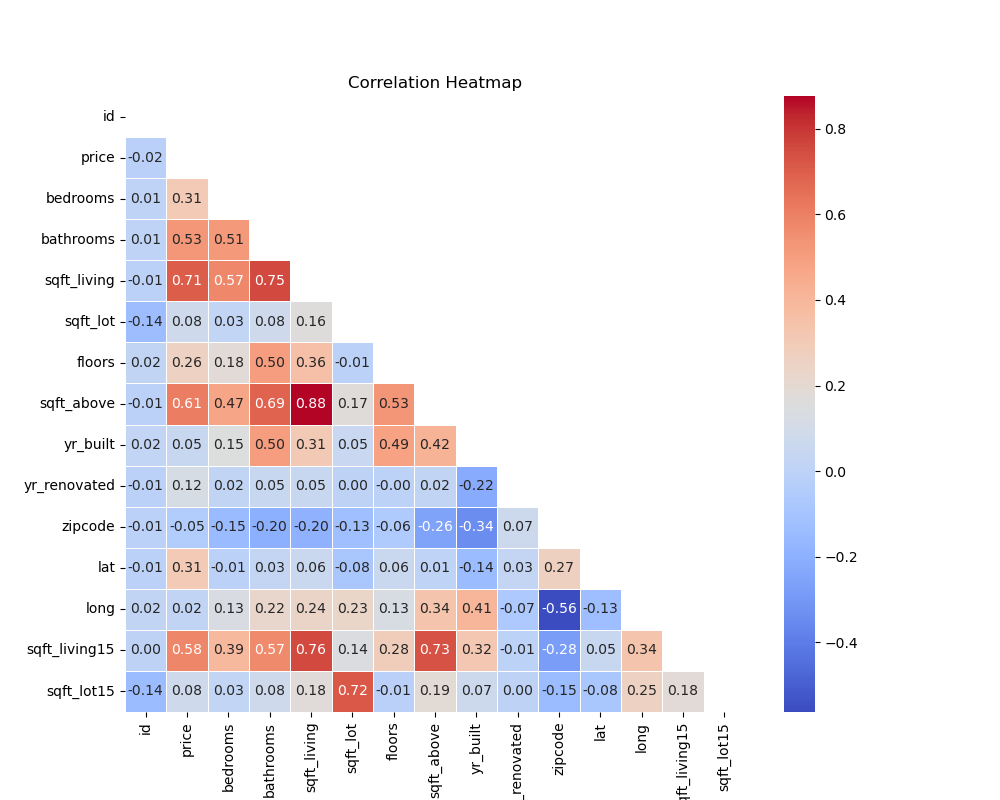 Correlation Heatmap
id
price -0.02
bedrooms 0.01 0.31
bathrooms 0.01 0.53 0.51
sqft_living -0.01 0.71 0.57 0.75
sqft_lot -0.14 0.08 0.03 0.08 0.16
floors 0.02 0.26 0.18 0.50 0.36 -0.01
sqft_above -0.01 0.61 0.47 0.69 0.88 0.17 0.53
yr_built 0.02 0.05 0.15 0.50 0.31 0.05 0.49 0.42
yr_renovated -0.01 0.12 0.02 0.05 0.05 0.00 -0.00 0.02 -0.22
zipcode -0.01 -0.05 -0.15 -0.20 -0.20 -0.13 -0.06 -0.26 -0.34 0.07
lat -0.01 0.31 -0.01 0.03 0.06 -0.08 0.06 0.01 -0.14 0.03 0.27
long 0.02 0.02 0.13 0.22 0.24 0.23 0.13 0.34 0.41 -0.07 -0.56 -0.13
sqft_living15 0.00 0.58 0.39 0.57 0.76 0.14 0.28 0.73 0.32 -0.01 -0.28 0.05 0.34
sqft_lot15 -0.14 0.08 0.03 0.08 0.18 0.72 -0.01 0.19 0.07 0.00 -0.15 -0.08 0.25 0.18
id
price
bedrooms
bathrooms
sqft_living
sqft_lot
floors
sqft_above
yr_built
_renovated
zipcode
lat
long
qft_living15
sqft_lot15
0.8
0.6
0.4
0.2
0.0
−0.2
−0.4